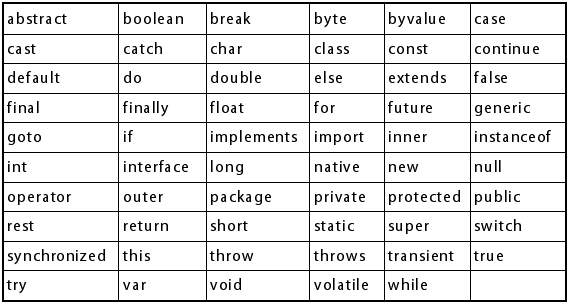 abstract boolean break byte byvalue case
cast catch char class const continue
default do double else extends false
final finally float for future generic
goto if implements import inner instanceof
int interface long native new null
operator outer package private protected public
rest return short static super switch
synchronized this throw throws transient true
try var void volatile while